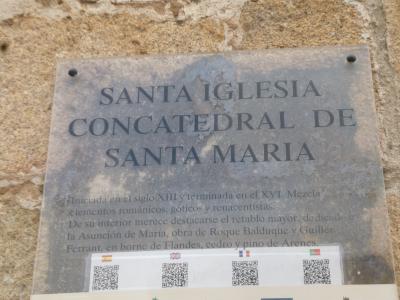 SANTA IGLESIA
CONCATEDRAL DE
SANTA MARIA
Iniciada en el siglo XIII y terminada en el XVI. Mezcla
elementos románicos, góticos y renacentistas.
De su interior merece destacarse el retablo mayor, dedicado
la Asunción de María, obra de Roque Balduque y Guillén
Ferrant, en borne de Flandes, cedro y pino de Arenes.